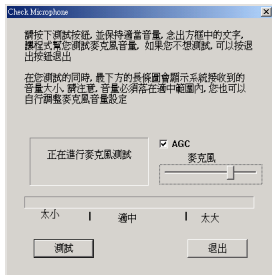 Check Microphone
請按下測試按鈕, 並保持適當音量, 念出方框中的文字,
讓程式幫您測試麥克風音量, 如果您不想測試, 可以按退
出按鈕退出
在您測試的同時, 最下方的長條圖會顯示系統接收到的
音量大小, 請注意, 音量必須落在適中範圍內, 您也可以
自行調整麥克風音量設定
正在進行麥克風測試
AGC
麥克風
太小
適中
太大
測試
退出